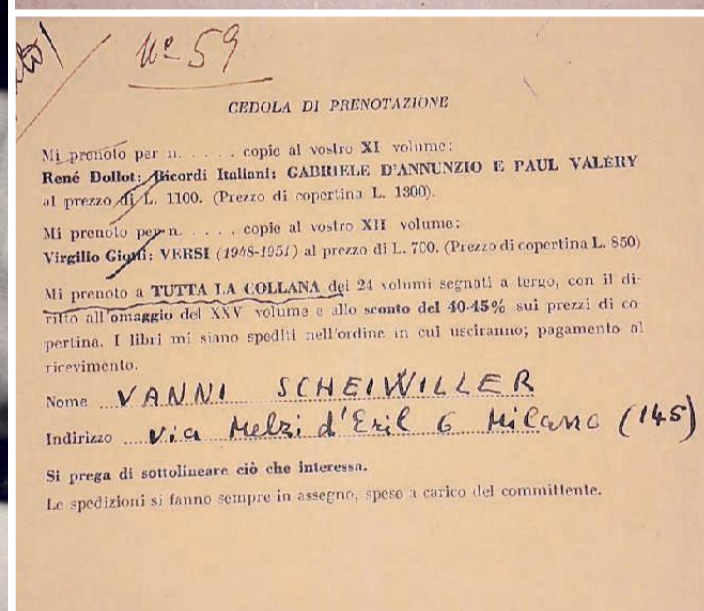 nº 59
CEDOLA DI PRENOTAZIONE
Mi prenoto per n. . . . . copie al vostro XI volume:
René Dollot: Ricordi Italiani: GABRIELE D'ANNUNZIO E PAUL VALÉRY
al prezzo di L. 1100. (Prezzo di copertina L. 1300).
Mi prenoto per n. . . . . copie al vostro XII volume:
Virgilio Giotti: VERSI (1948-1951) al prezzo di L. 700. (Prezzo di copertina L. 850)
Mi prenoto a TUTTA LA COLLANA dei 24 volumi segnati a tergo, con il di-
ritto all'omaggio del XXV volume e allo sconto del 40-45% sui prezzi di co-
pertina. I libri mi siano spediti nell'ordine in cui usciranno; pagamento al
ricevimento.
Nome VANNI SCHEIWILLER
Indirizzo Via Melzi d'Eril 6 Milano (145)
Si prega di sottolineare ciò che interessa.
Le spedizioni si fanno sempre in assegno, spese a carico del committente.